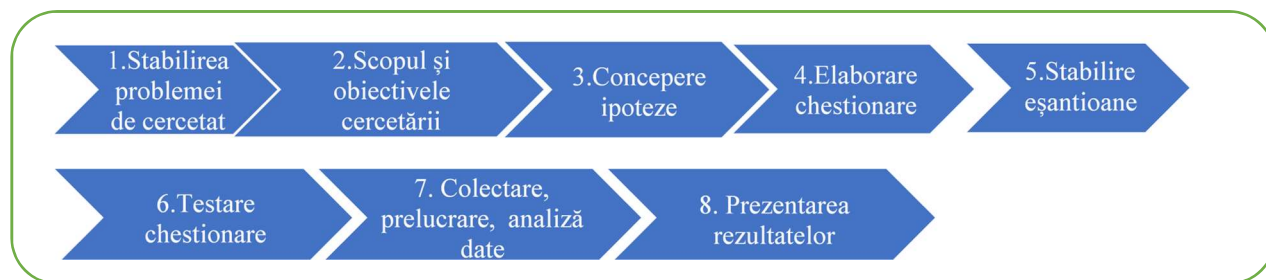 1.Stabilirea
problemei
de cercetat
2.Scopul și
obiectivele
cercetării
3.Concepere
ipoteze
4.Elaborare
chestionare
5.Stabilire
eșantioane
6.Testare
chestionare
7. Colectare,
prelucrare, analiză
date
8. Prezentarea
rezultatelor